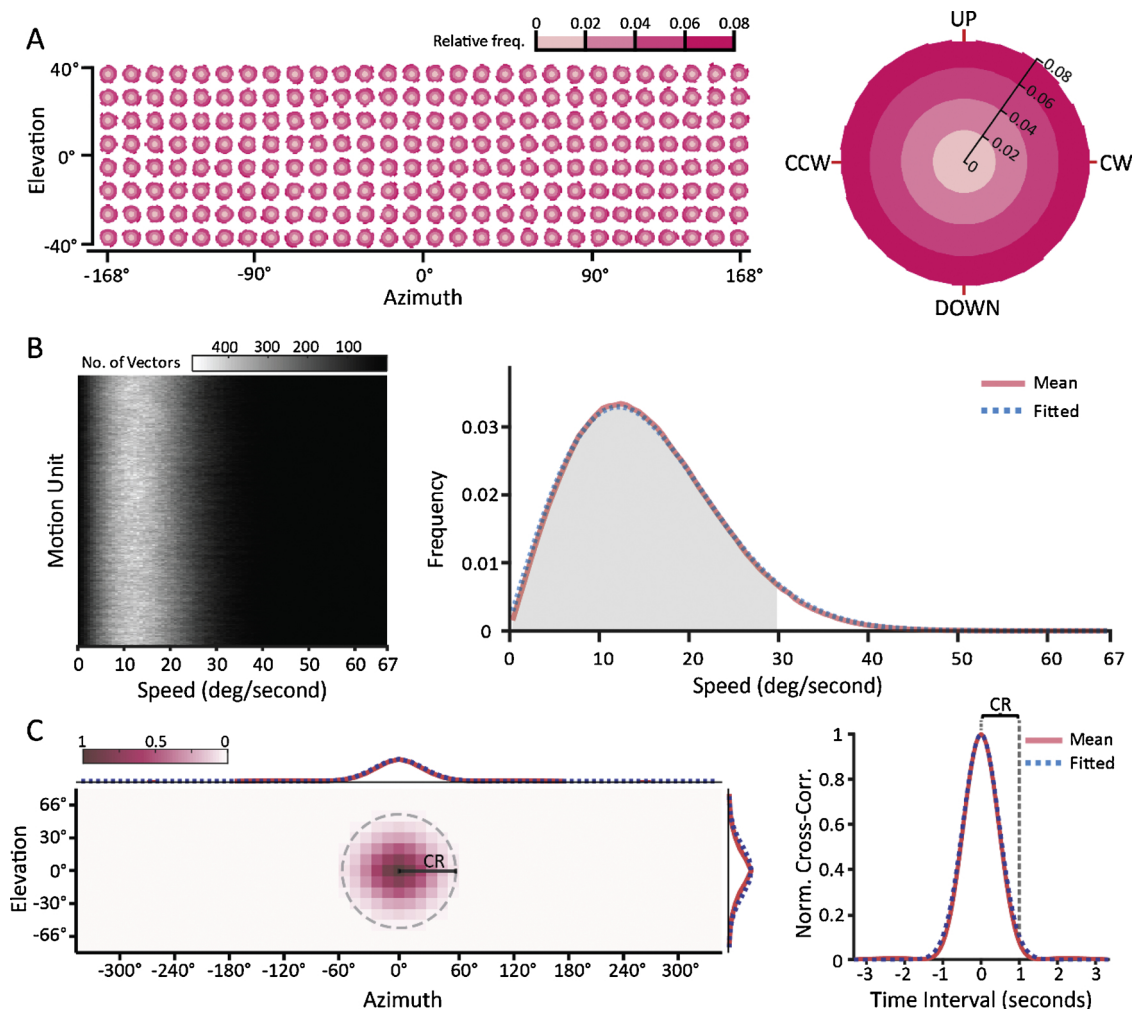 A
Relative freq.
0 0.02 0.04 0.06 0.08
40°
0°
-40°
Elevation
-168° -90° 0° 90° 168°
Azimuth
UP
CCW
CW
DOWN
0.08
0.06
0.04
0.02
0
B
No. of Vectors
400 300 200 100
Motion Unit
0 10 20 30 40 50 60 67
Speed (deg/second)
Mean
Fitted
Frequency
0.03
0.02
0.01
0
0 10 20 30 40 50 60 67
Speed (deg/second)
C
1 0.5 0
66°
30°
0°
-30°
-66°
Elevation
CR
-300° -240° -180° -120° -60° 0° 60° 120° 180° 240° 300°
Azimuth
CR
Mean
Fitted
Norm. Cross-Corr.
1
0.8
0.6
0.4
0.2
0
-3 -2 -1 0 1 2 3
Time Interval (seconds)